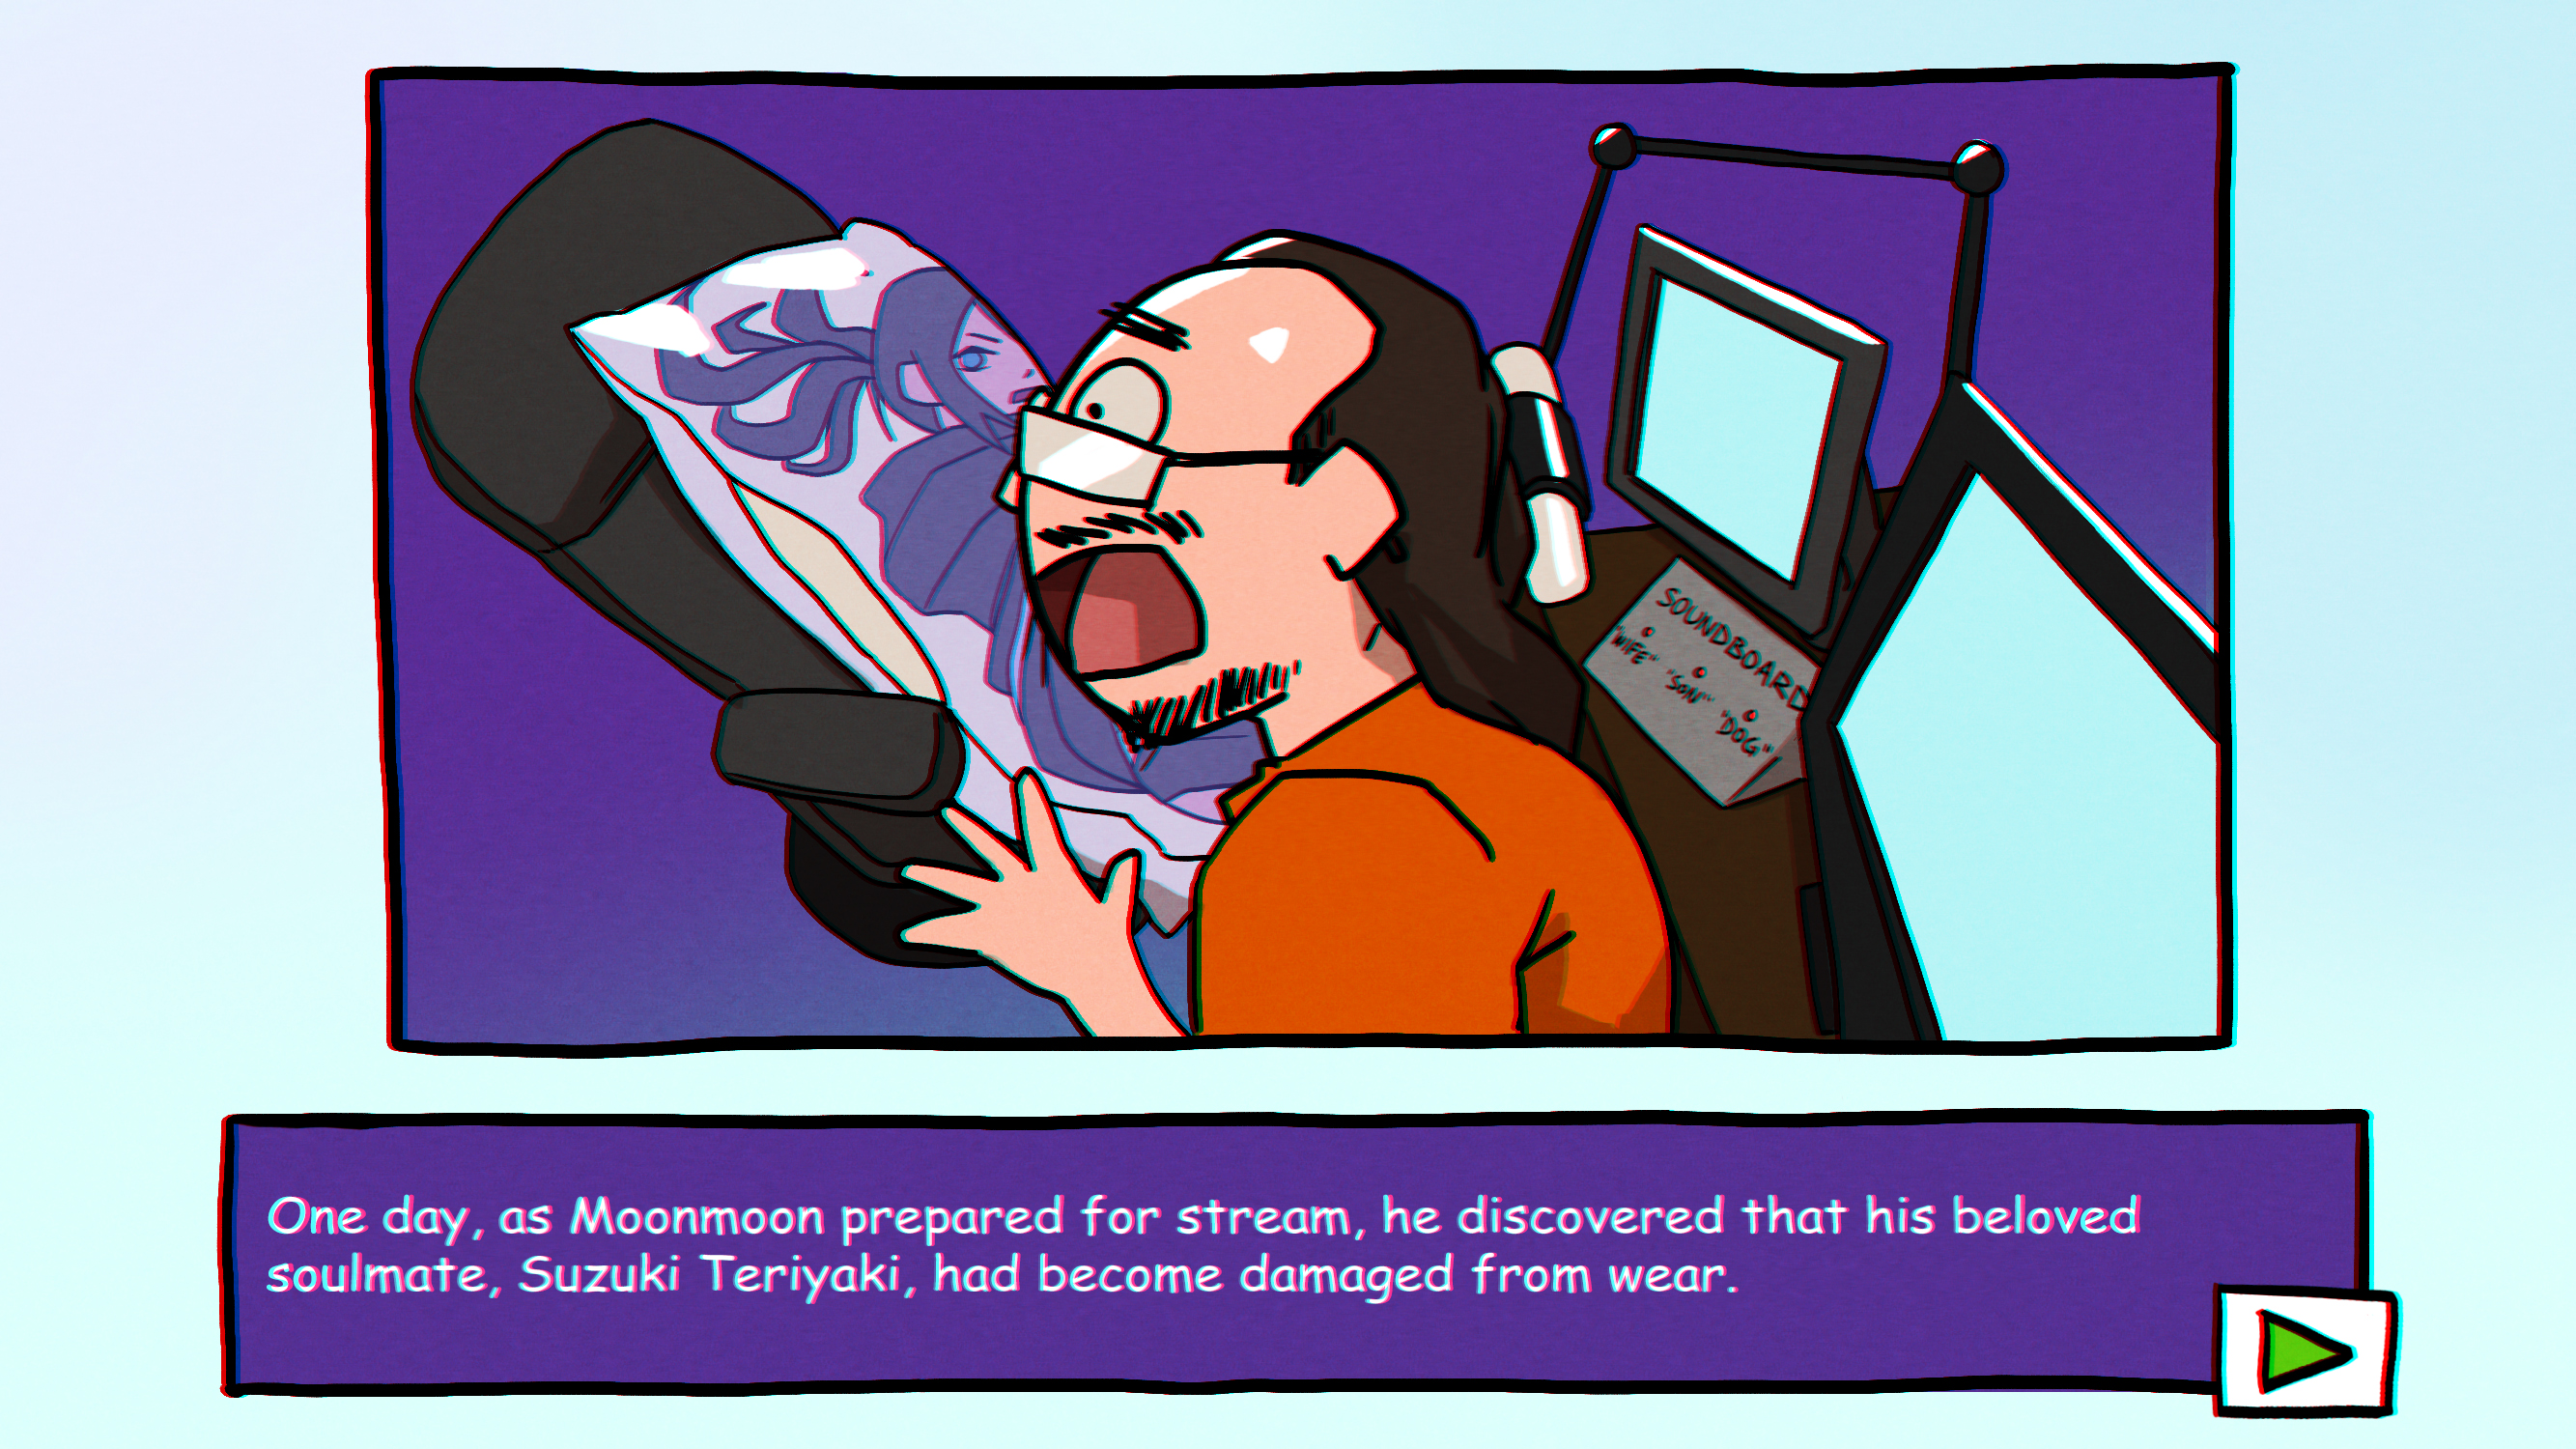 SOUNDBOARD
"WIFE" "SON" "DOG"
One day, as Moonmoon prepared for stream, he discovered that his beloved
soulmate, Suzuki Teriyaki, had become damaged from wear.